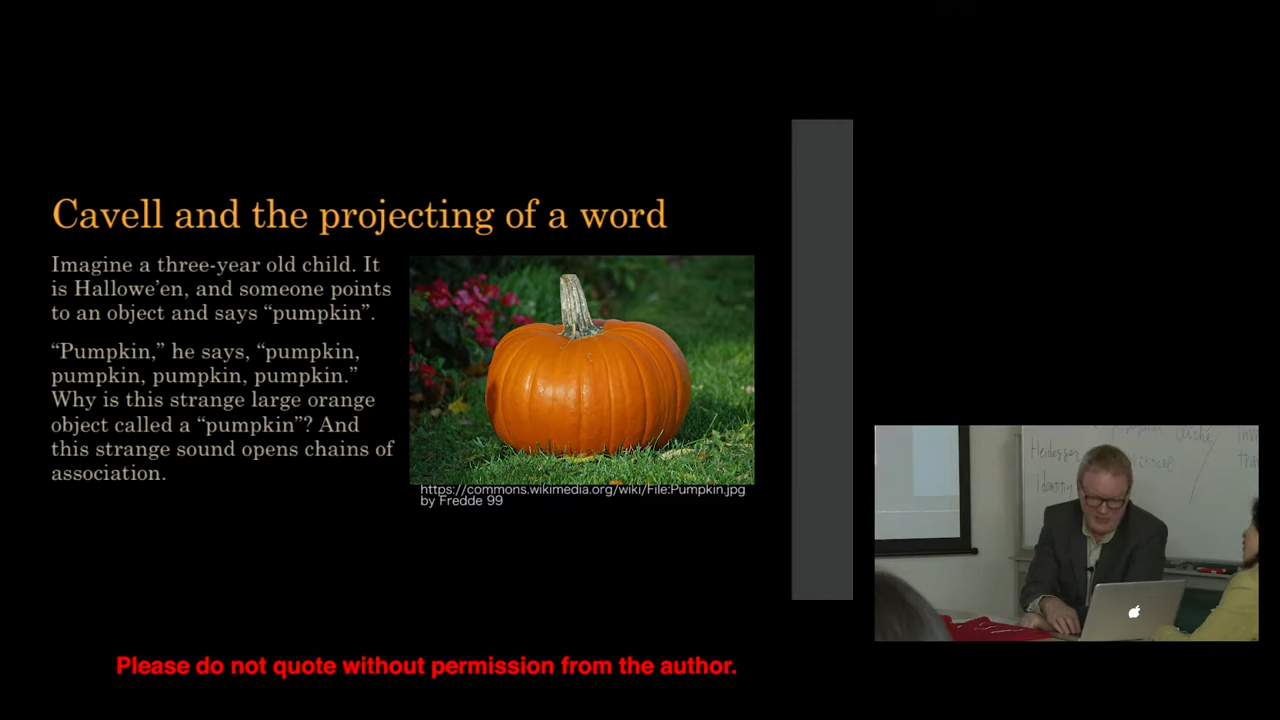 Cavell and the projecting of a word
Imagine a three-year old child. It
is Hallowe’en, and someone points
to an object and says “pumpkin”.
“Pumpkin,” he says, “pumpkin,
pumpkin, pumpkin, pumpkin.”
Why is this strange large orange
object called a “pumpkin”? And
this strange sound opens chains of
association.
https://commons.wikimedia.org/wiki/File:Pumpkin.jpg
by Fredde 99
Heidegger
Identity
Please do not quote without permission from the author.